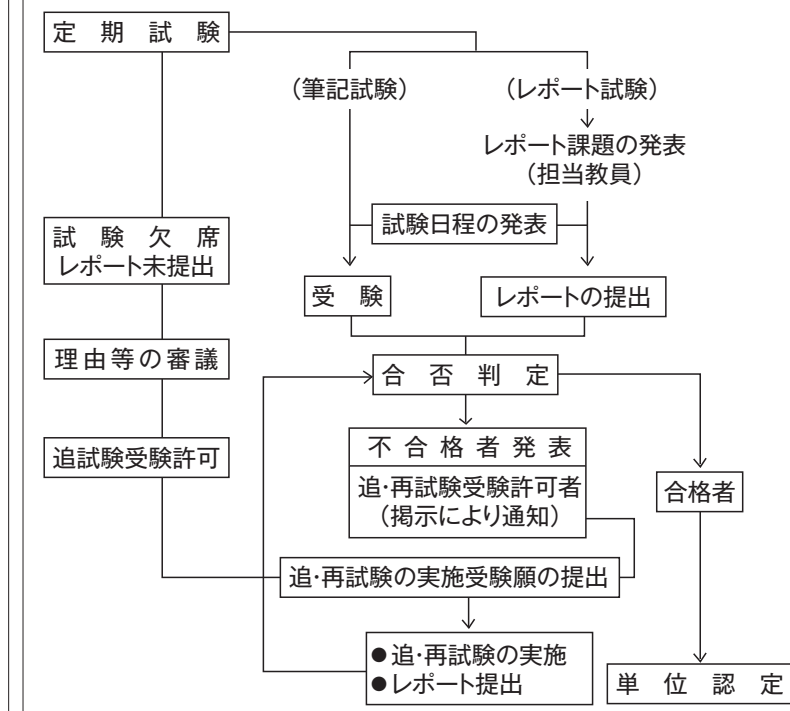 定期試験
(筆記試験) (レポート試験)
レポート課題の発表
(担当教員)
試験日程の発表
試験欠席
レポート未提出
受験 レポートの提出
理由等の審議
合否判定
不合格者発表
追試験受験許可
追・再試験受験許可者
(掲示により通知)
合格者
追・再試験の実施受験願の提出
●追・再試験の実施
●レポート提出
単位認定